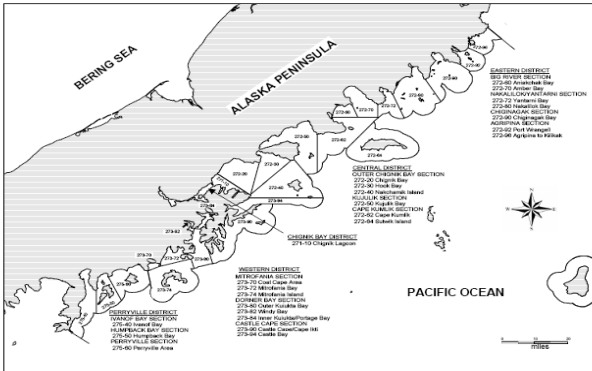 BERING SEA
ALASKA PENINSULA
EASTERN DISTRICT
BIG RIVER SECTION
272-60 Aniakchak Bay
272-70 Amber Bay
NAKALILOK/YANTARNI SECTION
272-72 Yantarni Bay
272-80 Nakalilok Bay
CHIGINAGAK SECTION
272-90 Chiginagak Bay
AGRIPINA SECTION
272-92 Port Wrangell
272-96 Agripina to Kilokak
CENTRAL DISTRICT
OUTER CHIGNIK BAY SECTION
272-20 Chignik Bay
272-30 Hook Bay
272-40 Nakchamik Island
KUJULIK SECTION
272-50 Kujulik Bay
CAPE KUMLIK SECTION
272-62 Cape Kumlik
272-64 Sutwik Island
CHIGNIK BAY DISTRICT
271-10 Chignik Lagoon
WESTERN DISTRICT
MITROFANIA SECTION
273-70 Coal Cape Area
273-72 Mitrofania Bay
273-74 Mitrofania Island
DORNER BAY SECTION
273-80 Outer Kuiukta Bay
273-82 Windy Bay
273-84 Inner Kuiukta/Portage Bay
CASTLE CAPE SECTION
273-90 Castle Cape/Cape Ikti
273-94 Castle Bay
PERRYVILLE DISTRICT
IVANOF BAY SECTION
275-40 Ivanof Bay
HUMPBACK BAY SECTION
275-50 Humpback Bay
PERRYVILLE SECTION
275-60 Perryville Area
PACIFIC OCEAN
miles